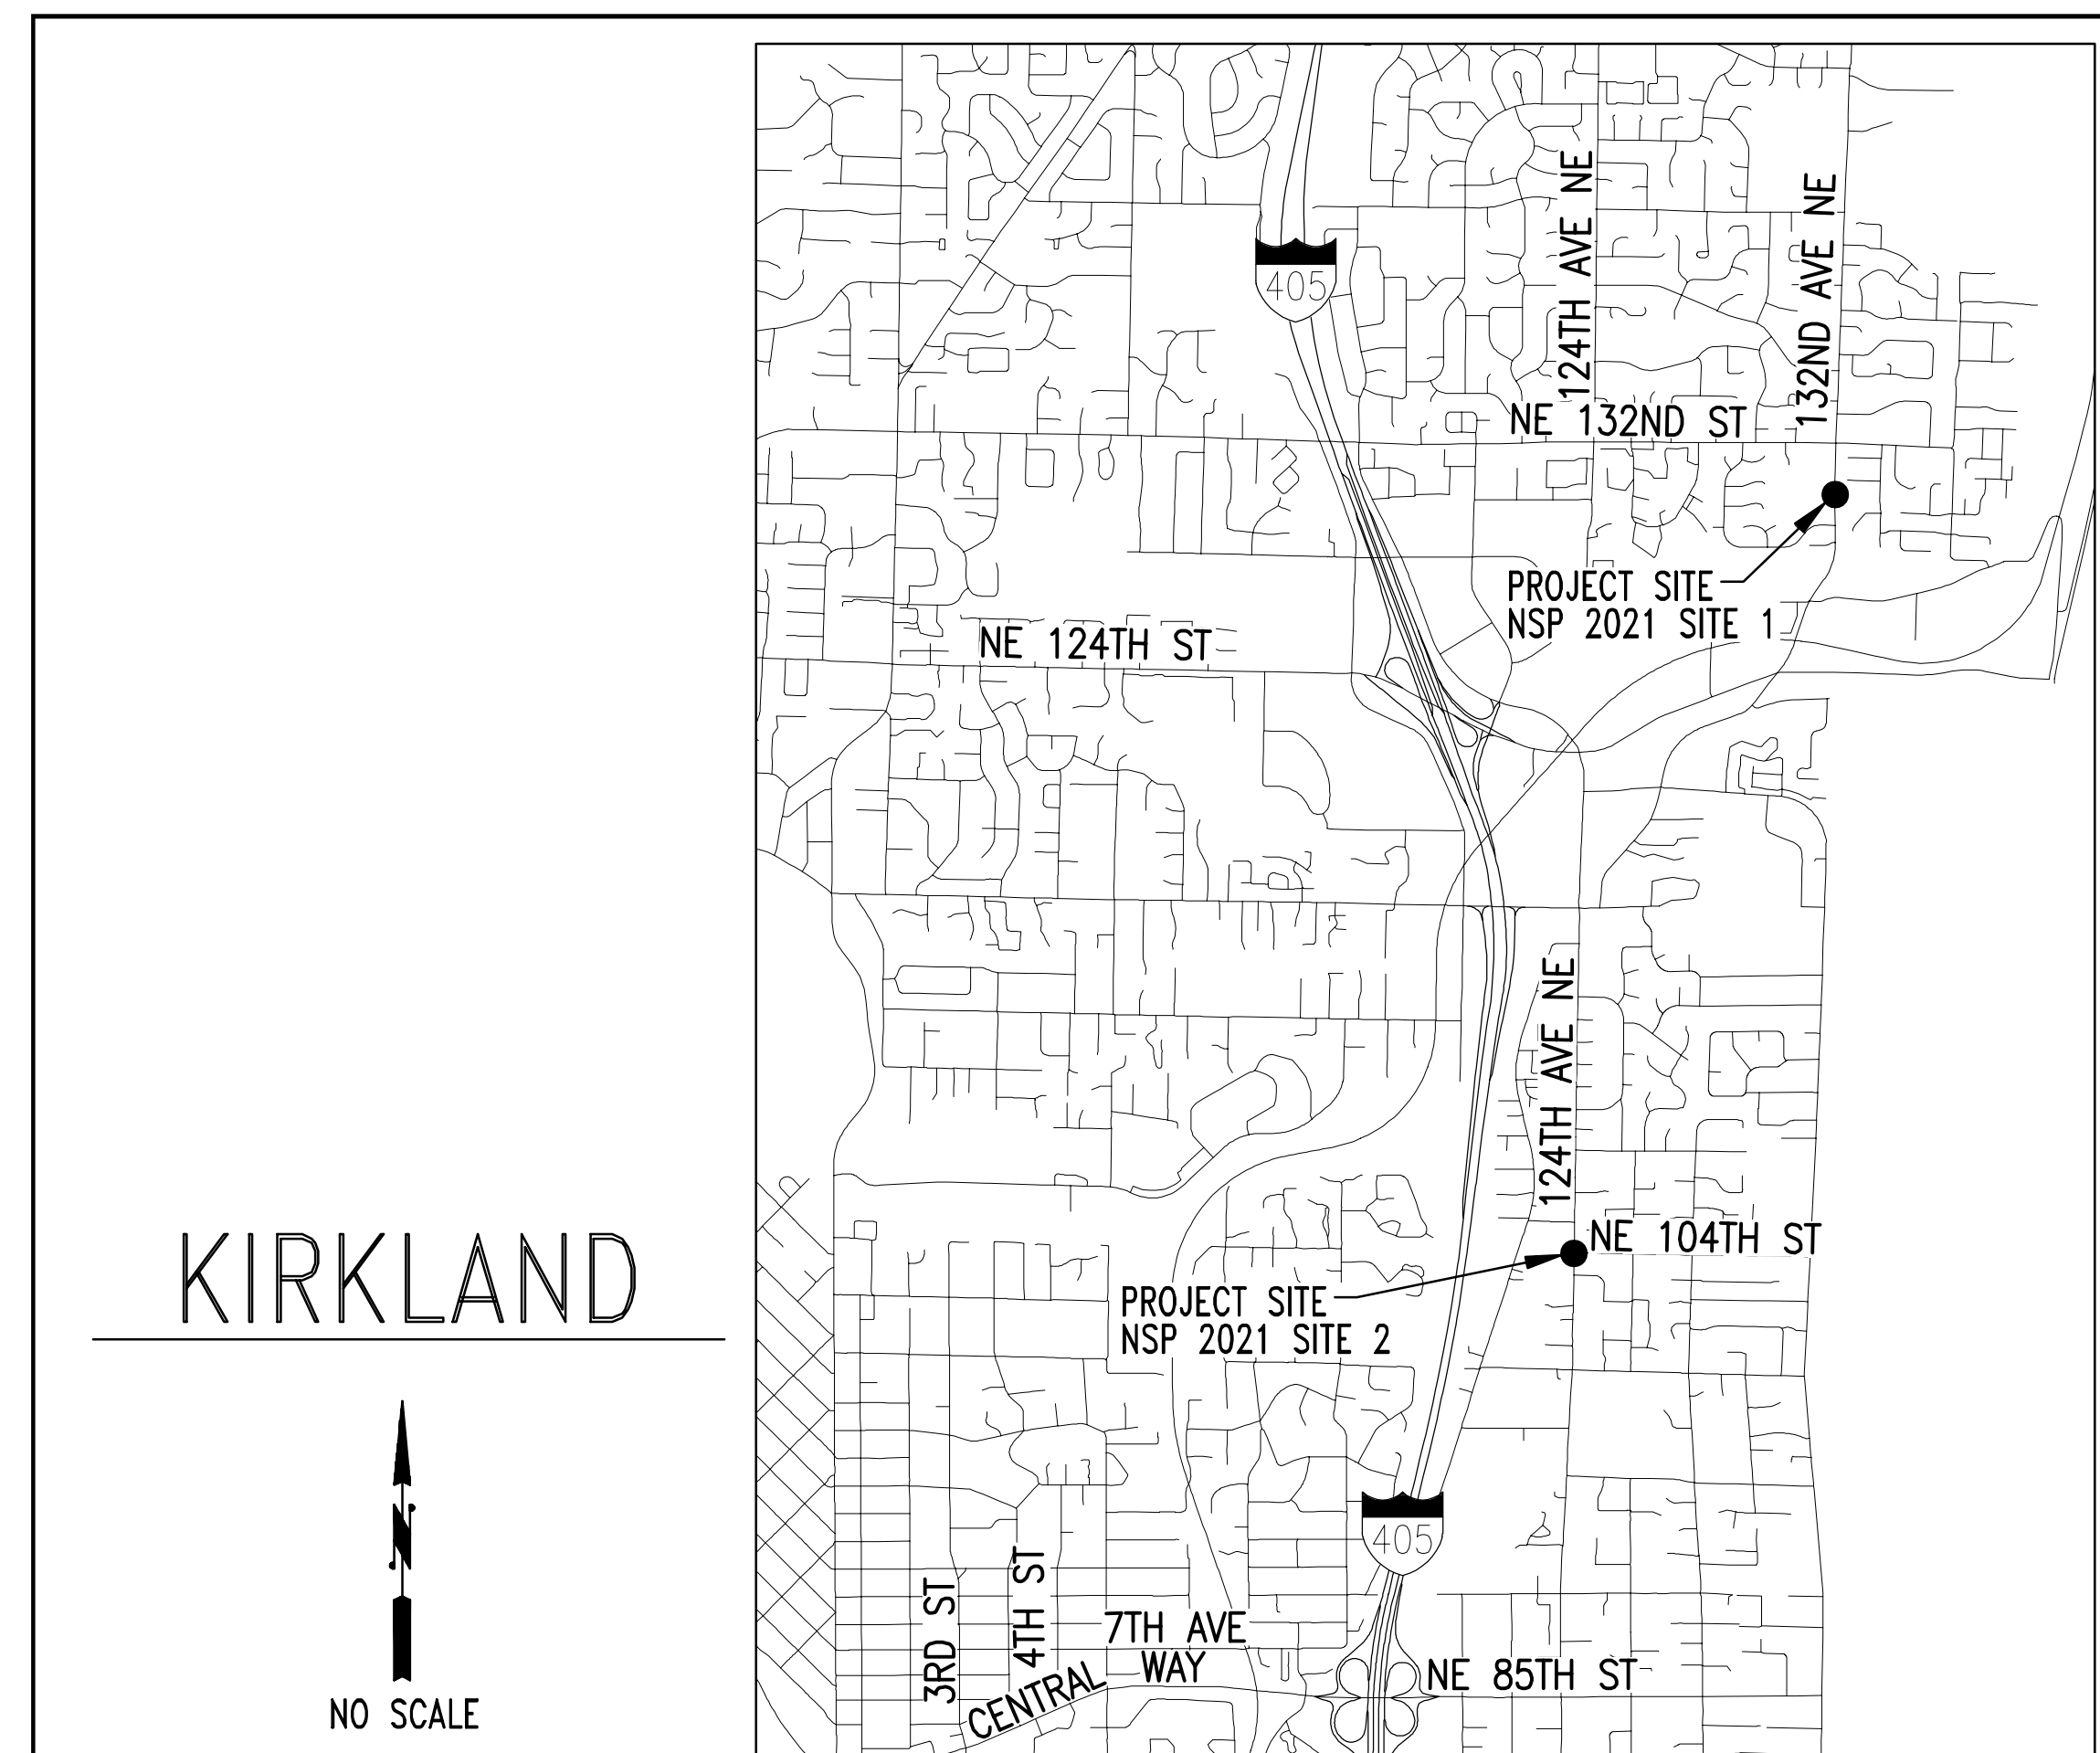 124TH AVE NE
132ND AVE NE
405
NE 132ND ST
PROJECT SITE
NSP 2021 SITE 1
NE 124TH ST
124TH AVE NE
NE 104TH ST
KIRKLAND
PROJECT SITE
NSP 2021 SITE 2
N
405
3RD ST
4TH ST
7TH AVE
CENTRAL WAY
NE 85TH ST
NO SCALE